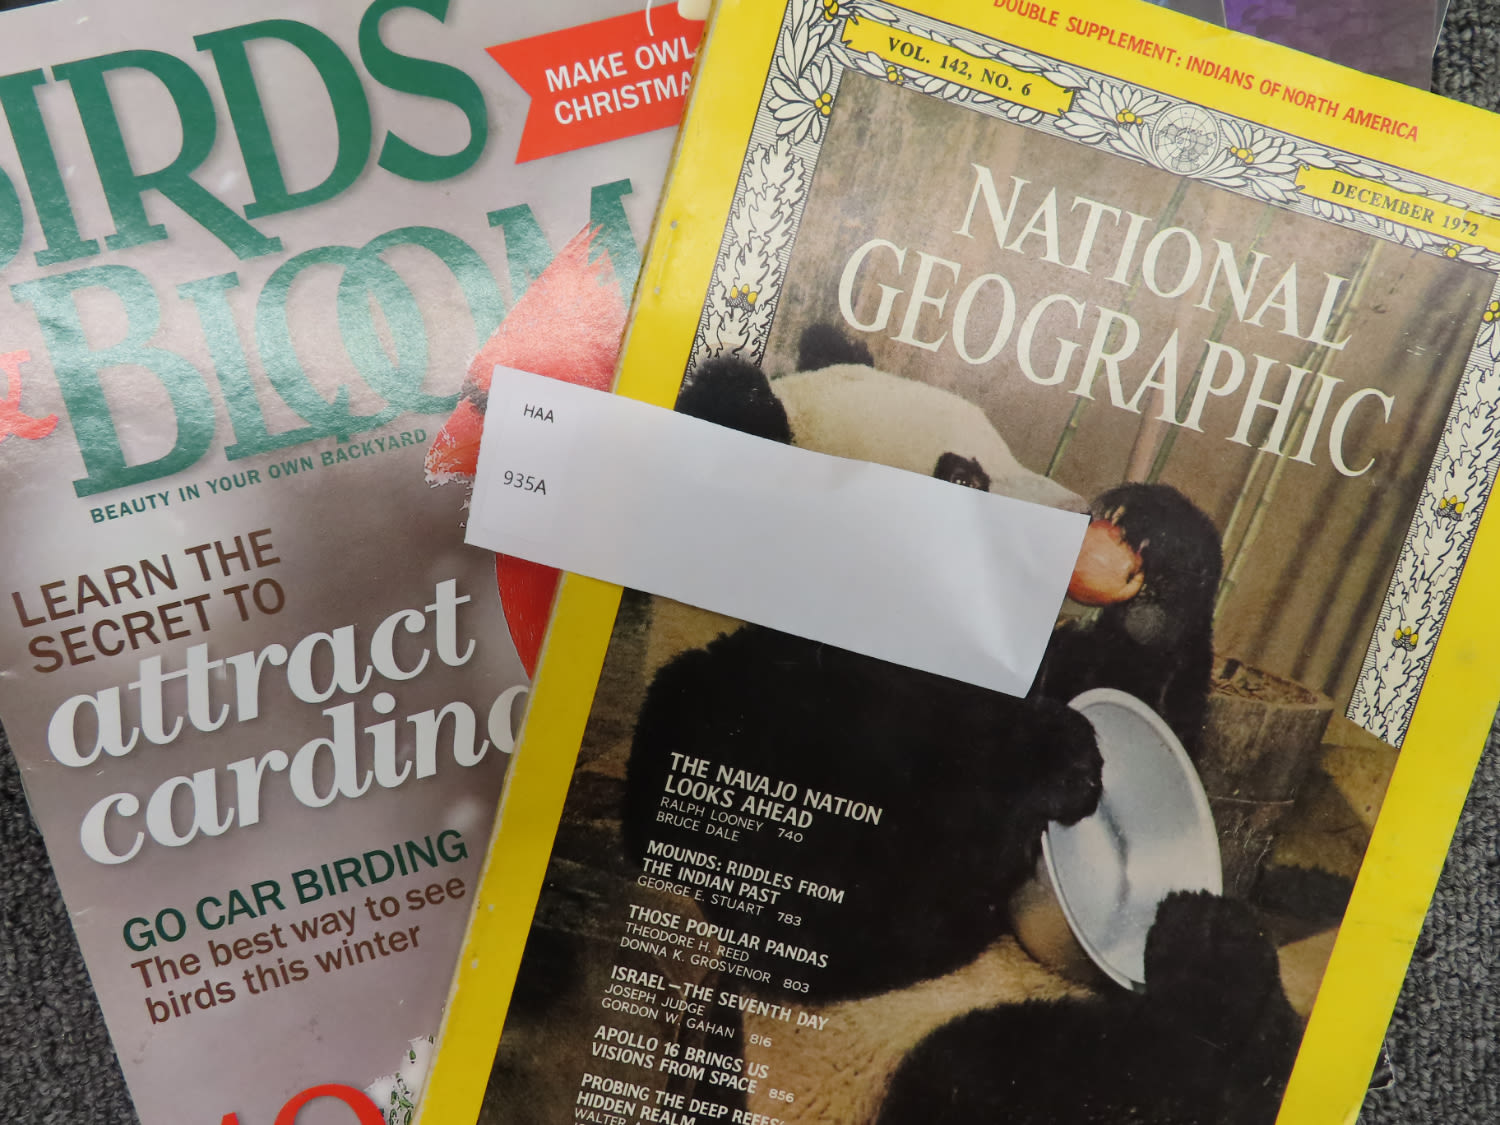 BIRDS
& BLOOM
BEAUTY IN YOUR OWN BACKYARD
MAKE OWL
CHRISTMA
LEARN THE
SECRET TO
attract
cardina
GO CAR BIRDING
The best way to see
birds this winter
HAA
935A
DOUBLE SUPPLEMENT: INDIANS OF NORTH AMERICA
VOL. 142, NO. 6
DECEMBER 1972
NATIONAL
GEOGRAPHIC
THE NAVAJO NATION
LOOKS AHEAD
RALPH LOONEY 740
BRUCE DALE
MOUNDS: RIDDLES FROM
THE INDIAN PAST
GEORGE E. STUART 783
THOSE POPULAR PANDAS
THEODORE H. REED
DONNA K. GROSVENOR 803
ISRAEL—THE SEVENTH DAY
JOSEPH JUDGE
GORDON W. GAHAN 816
APOLLO 16 BRINGS US
VISIONS FROM SPACE 856
PROBING THE DEEP REEFS'
HIDDEN REALM
WALTER